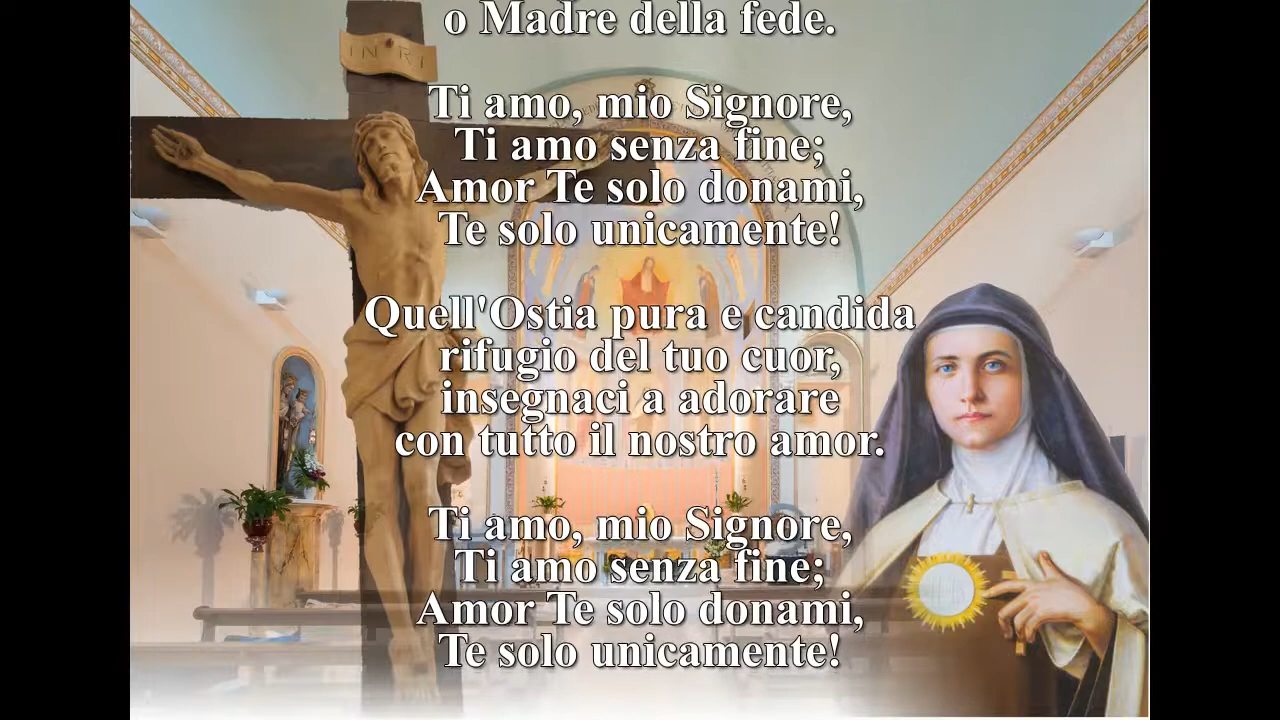 o Madre della fede.
INRI
Ti amo, mio Signore,
Ti amo senza fine;
Amor Te solo donami,
Te solo unicamente!
Quell'Ostia pura e candida
rifugio del tuo cuor,
insegnaci a adorare
con tutto il nostro amor.
Ti amo, mio Signore,
Ti amo senza fine;
Amor Te solo donami,
Te solo unicamente!